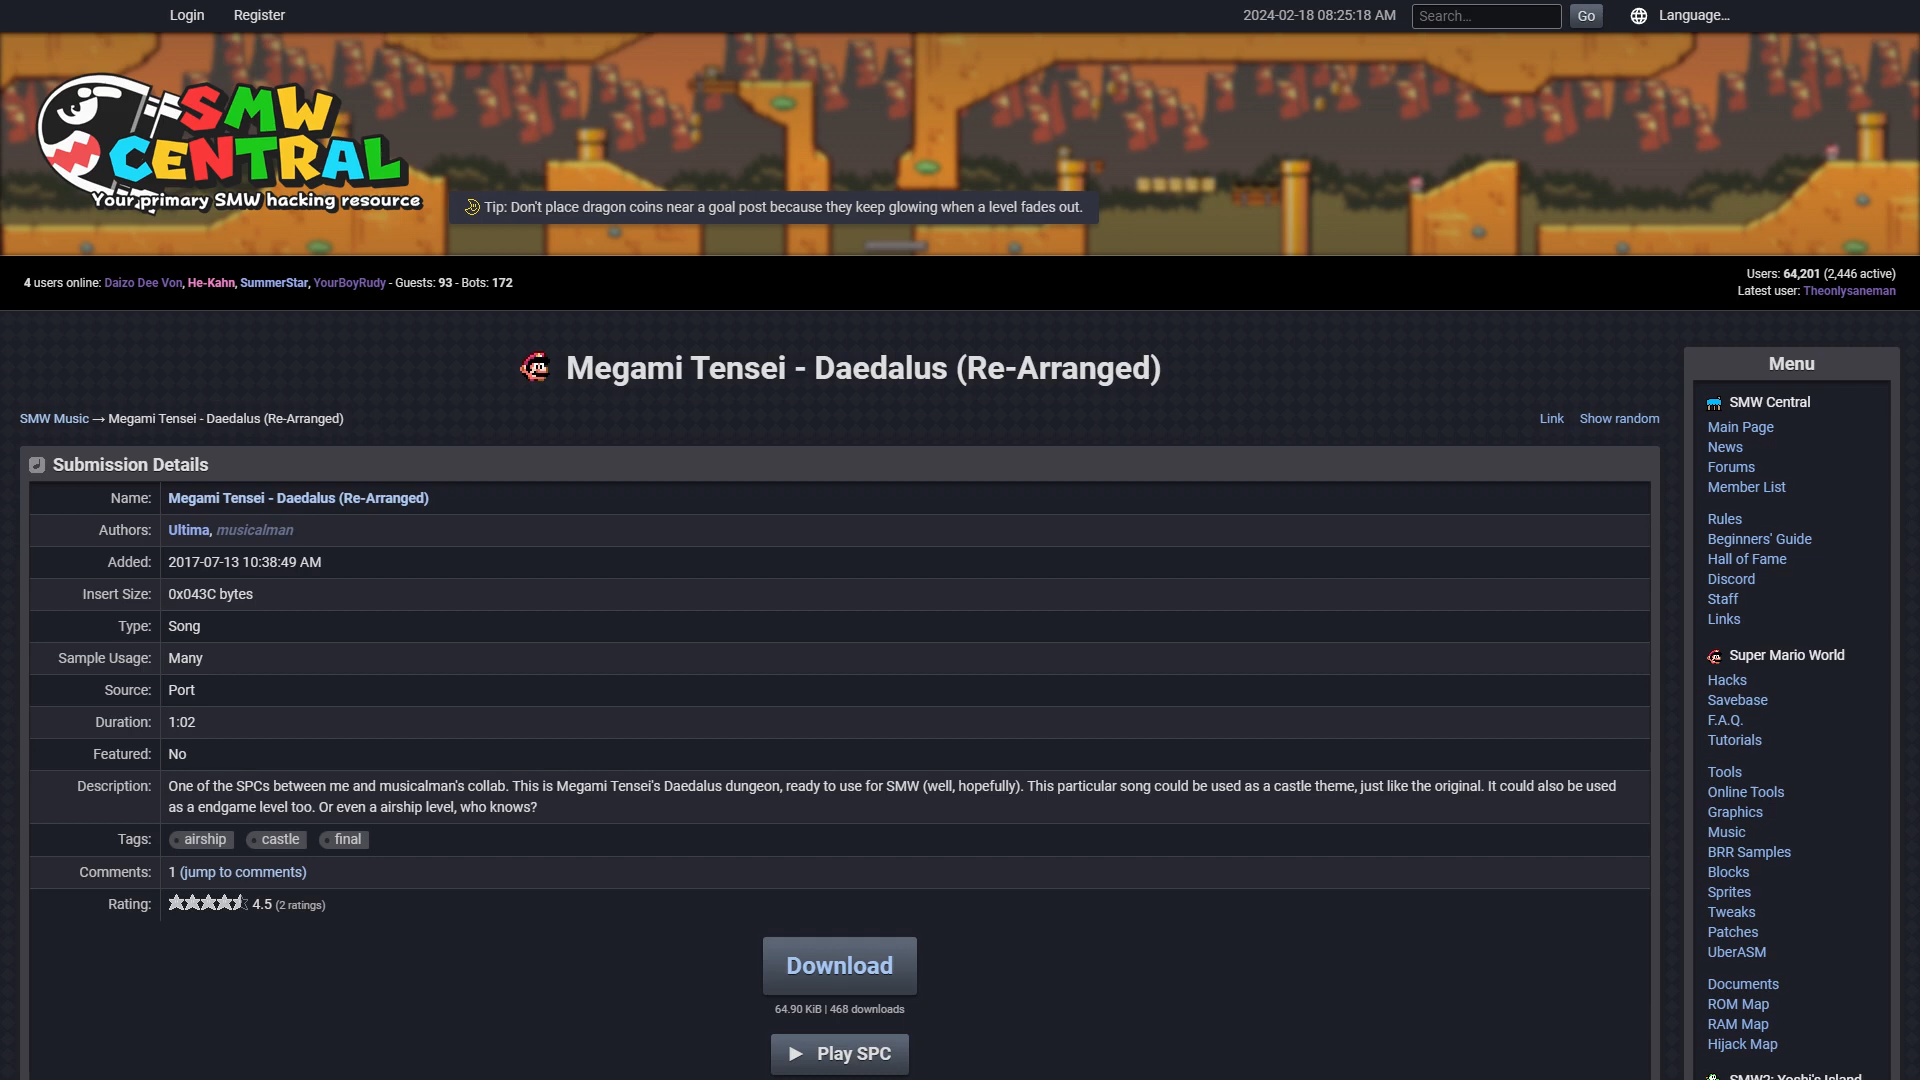 Login
Register
2024-02-18 08:25:18 AM
Search...
Go
Language...
SMW
CENTRAL
Your primary SMW hacking resource
Tip: Don't place dragon coins near a goal post because they keep glowing when a level fades out.
4 users online: Daizo Dee Von, He-Kahn, SummerStar, YourBoyRudy - Guests: 93 - Bots: 172
Users: 64,201 (2,446 active)
Latest user: Theonlysaneman
Megami Tensei - Daedalus (Re-Arranged)
SMW Music → Megami Tensei - Daedalus (Re-Arranged)
Link
Show random
Submission Details
Name: Megami Tensei - Daedalus (Re-Arranged)
Authors: Ultima, musicalman
Added: 2017-07-13 10:38:49 AM
Insert Size: 0x043C bytes
Type: Song
Sample Usage: Many
Source: Port
Duration: 1:02
Featured: No
Description: One of the SPCs between me and musicalman's collab. This is Megami Tensei's Daedalus dungeon, ready to use for SMW (well, hopefully). This particular song could be used as a castle theme, just like the original. It could also be used
as a endgame level too. Or even a airship level, who knows?
Tags: airship castle final
Comments: 1 (jump to comments)
Rating: 4.5 (2 ratings)
Download
64.90 KiB | 468 downloads
Play SPC
Menu
SMW Central
Main Page
News
Forums
Member List
Rules
Beginners' Guide
Hall of Fame
Discord
Staff
Links
Super Mario World
Hacks
Savebase
F.A.Q.
Tutorials
Tools
Online Tools
Graphics
Music
BRR Samples
Blocks
Sprites
Tweaks
Patches
UberASM
Documents
ROM Map
RAM Map
Hijack Map
SMW2: Yoshi's Island